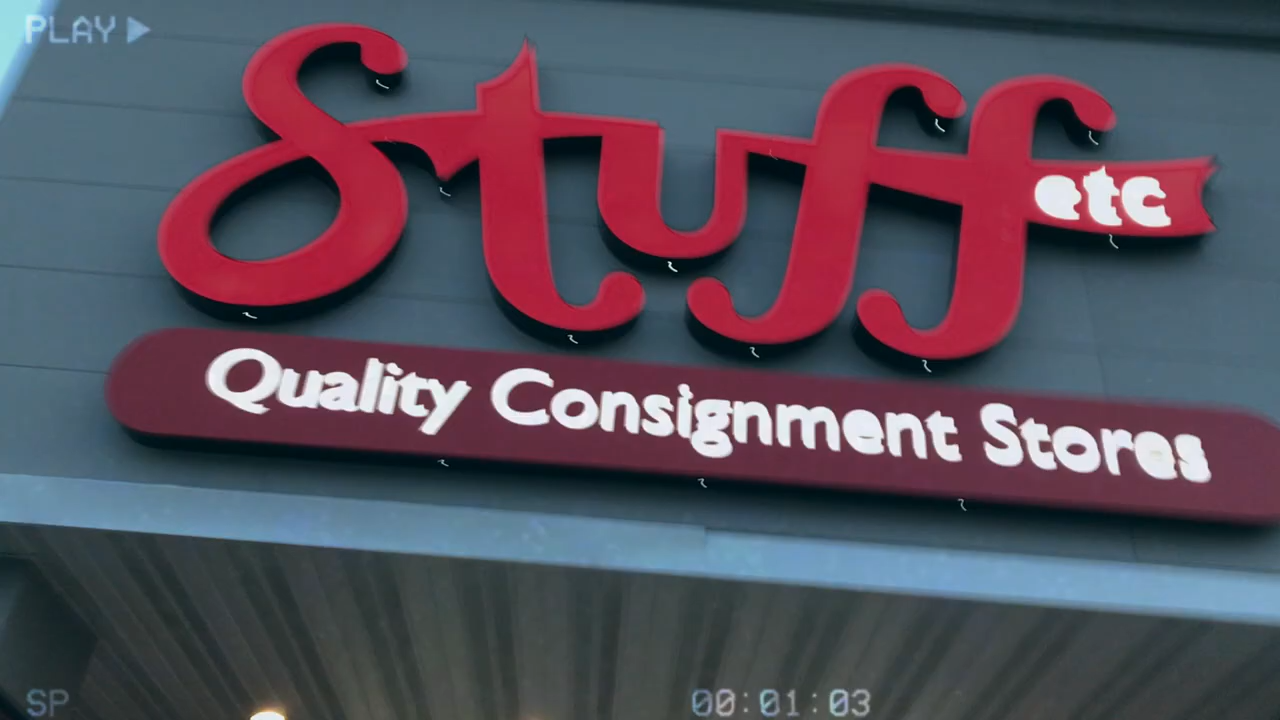 PLAY
Stuff
etc
Quality Consignment Stores
SP
00:01:03